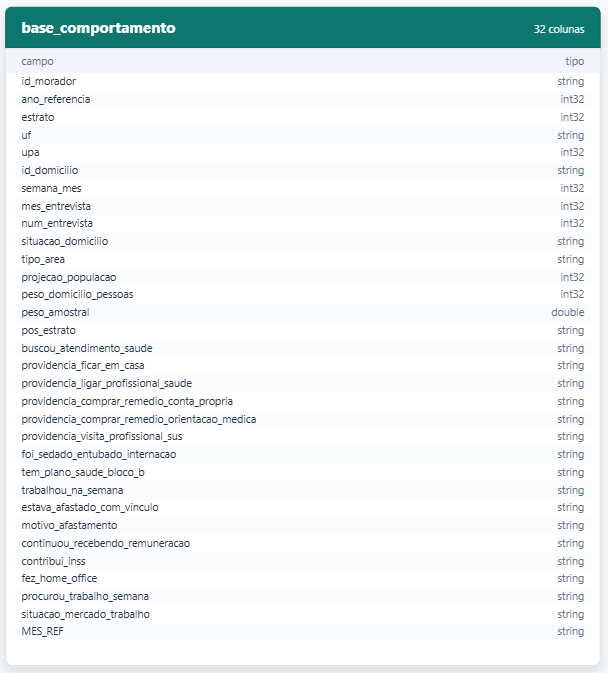 base_comportamento 32 colunas
campo tipo
id_morador string
ano_referencia int32
estrato int32
uf string
upa int32
id_domicilio string
semana_mes int32
mes_entrevista int32
num_entrevista int32
situacao_domicilio string
tipo_area string
projecao_populacao int32
peso_domicilio_pessoas int32
peso_amostral double
pos_estrato string
buscou_atendimento_saude string
providencia_ficar_em_casa string
providencia_ligar_profissional_saude string
providencia_comprar_remedio_conta_propria string
providencia_comprar_remedio_orientacao_medica string
providencia_visita_profissional_sus string
foi_sedado_entubado_internacao string
tem_plano_saude_bloco_b string
trabalhou_na_semana string
estava_afastado_com_vinculo string
motivo_afastamento string
continuou_recebendo_remuneracao string
contribui_inss string
fez_home_office string
procurou_trabalho_semana string
situacao_mercado_trabalho string
MES_REF string